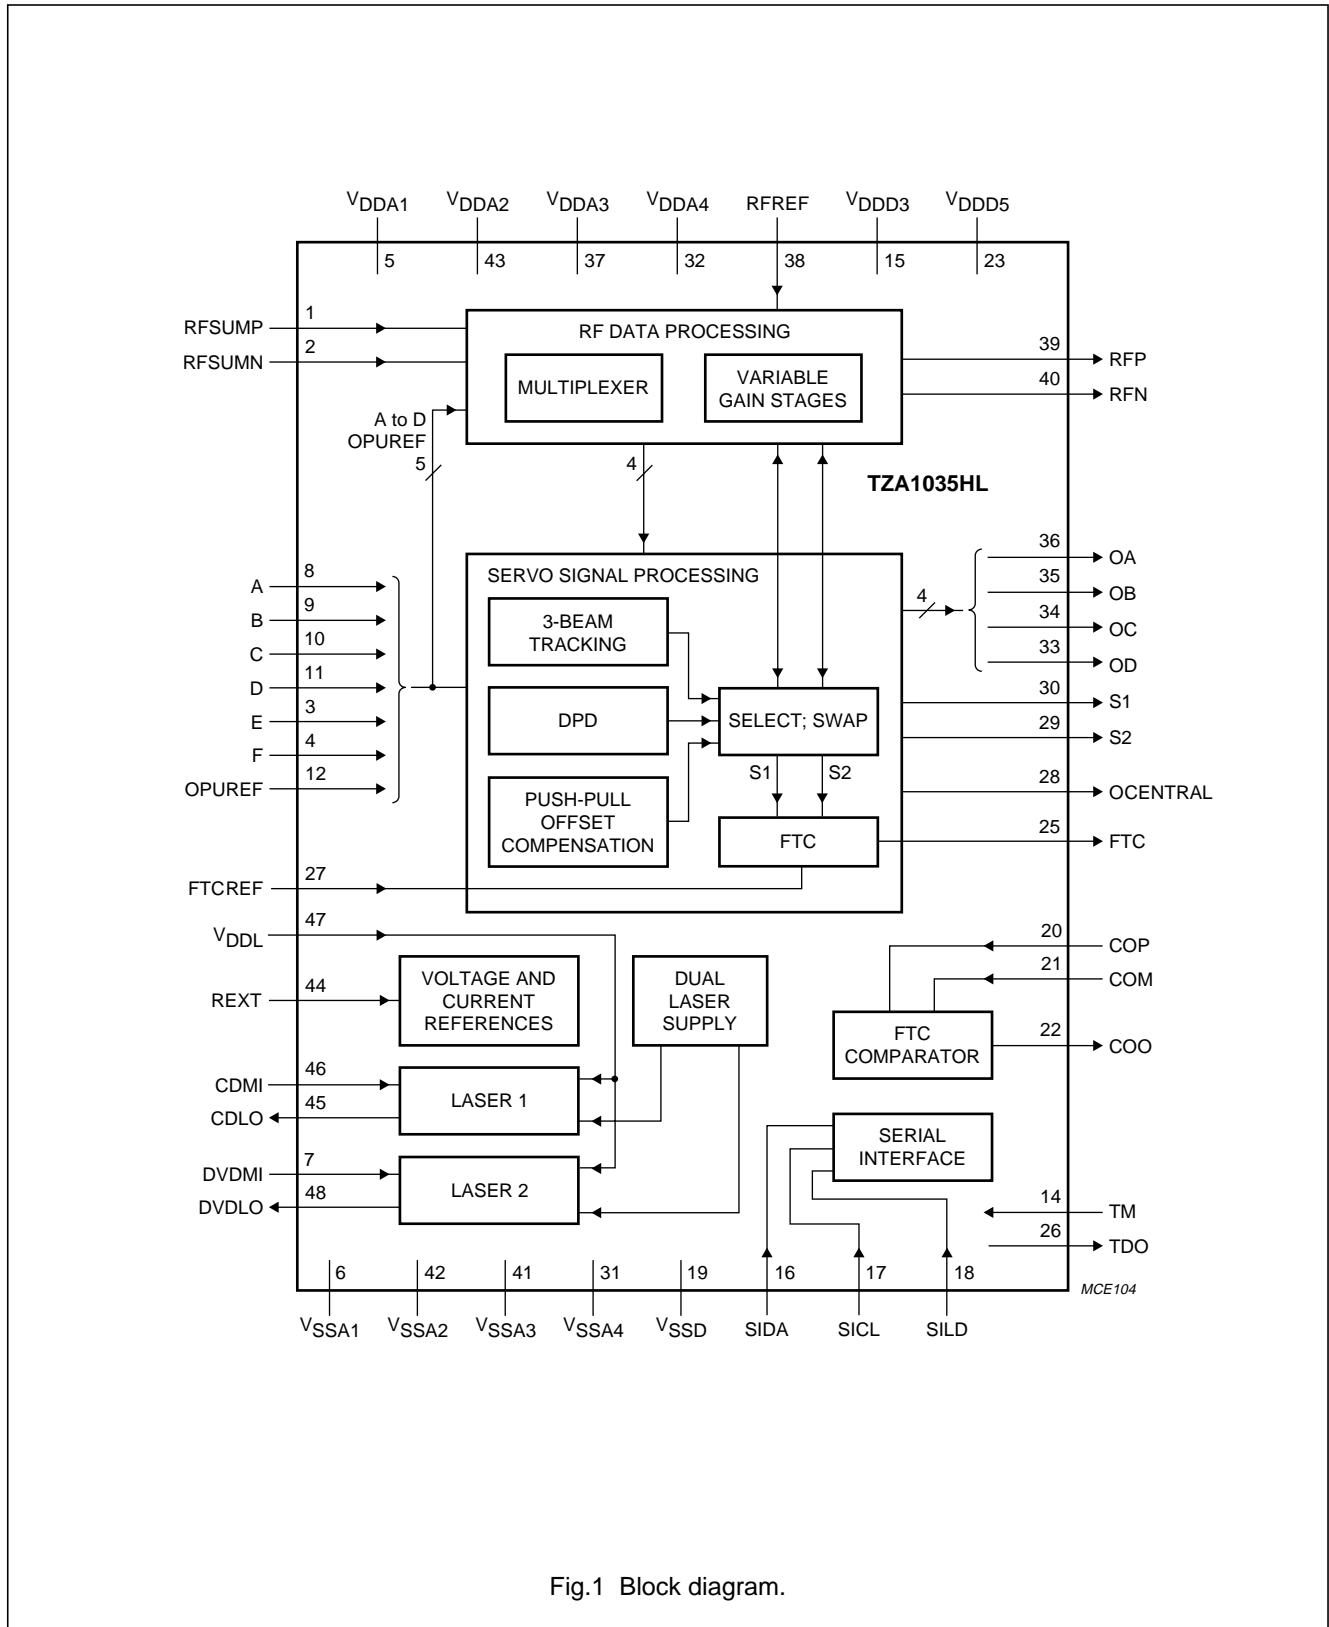 VDDA1 VDDA2 VDDA3 VDDA4 RFREF VDDD3 VDDD5
5 43 37 32 38 15 23
RFSUMP 1
RFSUMN 2
RF DATA PROCESSING
MULTIPLEXER
VARIABLE
GAIN STAGES
39 RFP
40 RFN
A to D
OPUREF
5
4
TZA1035HL
SERVO SIGNAL PROCESSING
A 8
B 9
C 10
D 11
E 3
F 4
OPUREF 12
3-BEAM
TRACKING
DPD
PUSH-PULL
OFFSET
COMPENSATION
SELECT; SWAP
S1 S2
FTC
4
36 OA
35 OB
34 OC
33 OD
30 S1
29 S2
28 OCENTRAL
25 FTC
FTCREF 27
VDDL 47
REXT 44
VOLTAGE AND
CURRENT
REFERENCES
DUAL
LASER
SUPPLY
20 COP
21 COM
FTC
COMPARATOR
22 COO
CDMI 46
CDLO 45
LASER 1
DVDMI 7
DVDLO 48
LASER 2
SERIAL
INTERFACE
14 TM
26 TDO
6 42 41 31 19 16 17 18
MCE104
VSSA1 VSSA2 VSSA3 VSSA4 VSSD SIDA SICL SILD
Fig.1 Block diagram.